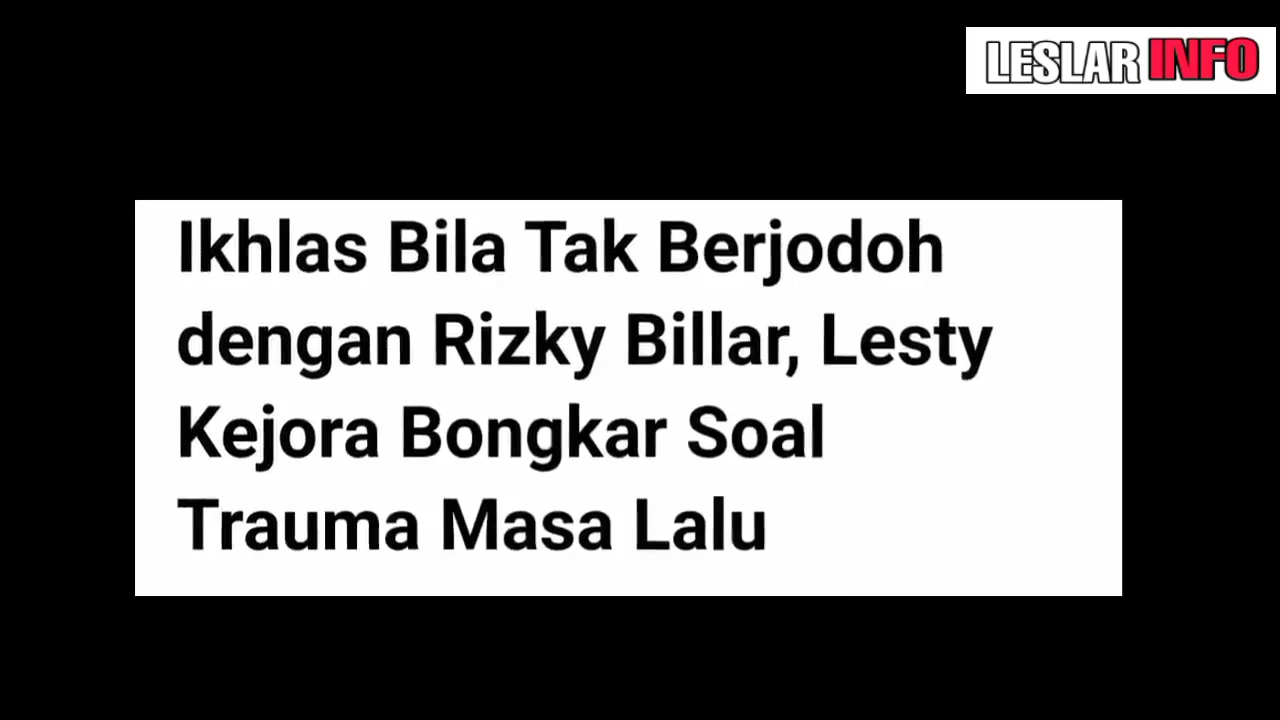 LESLAR INFO
Ikhlas Bila Tak Berjodoh
dengan Rizky Billar, Lesty
Kejora Bongkar Soal
Trauma Masa Lalu